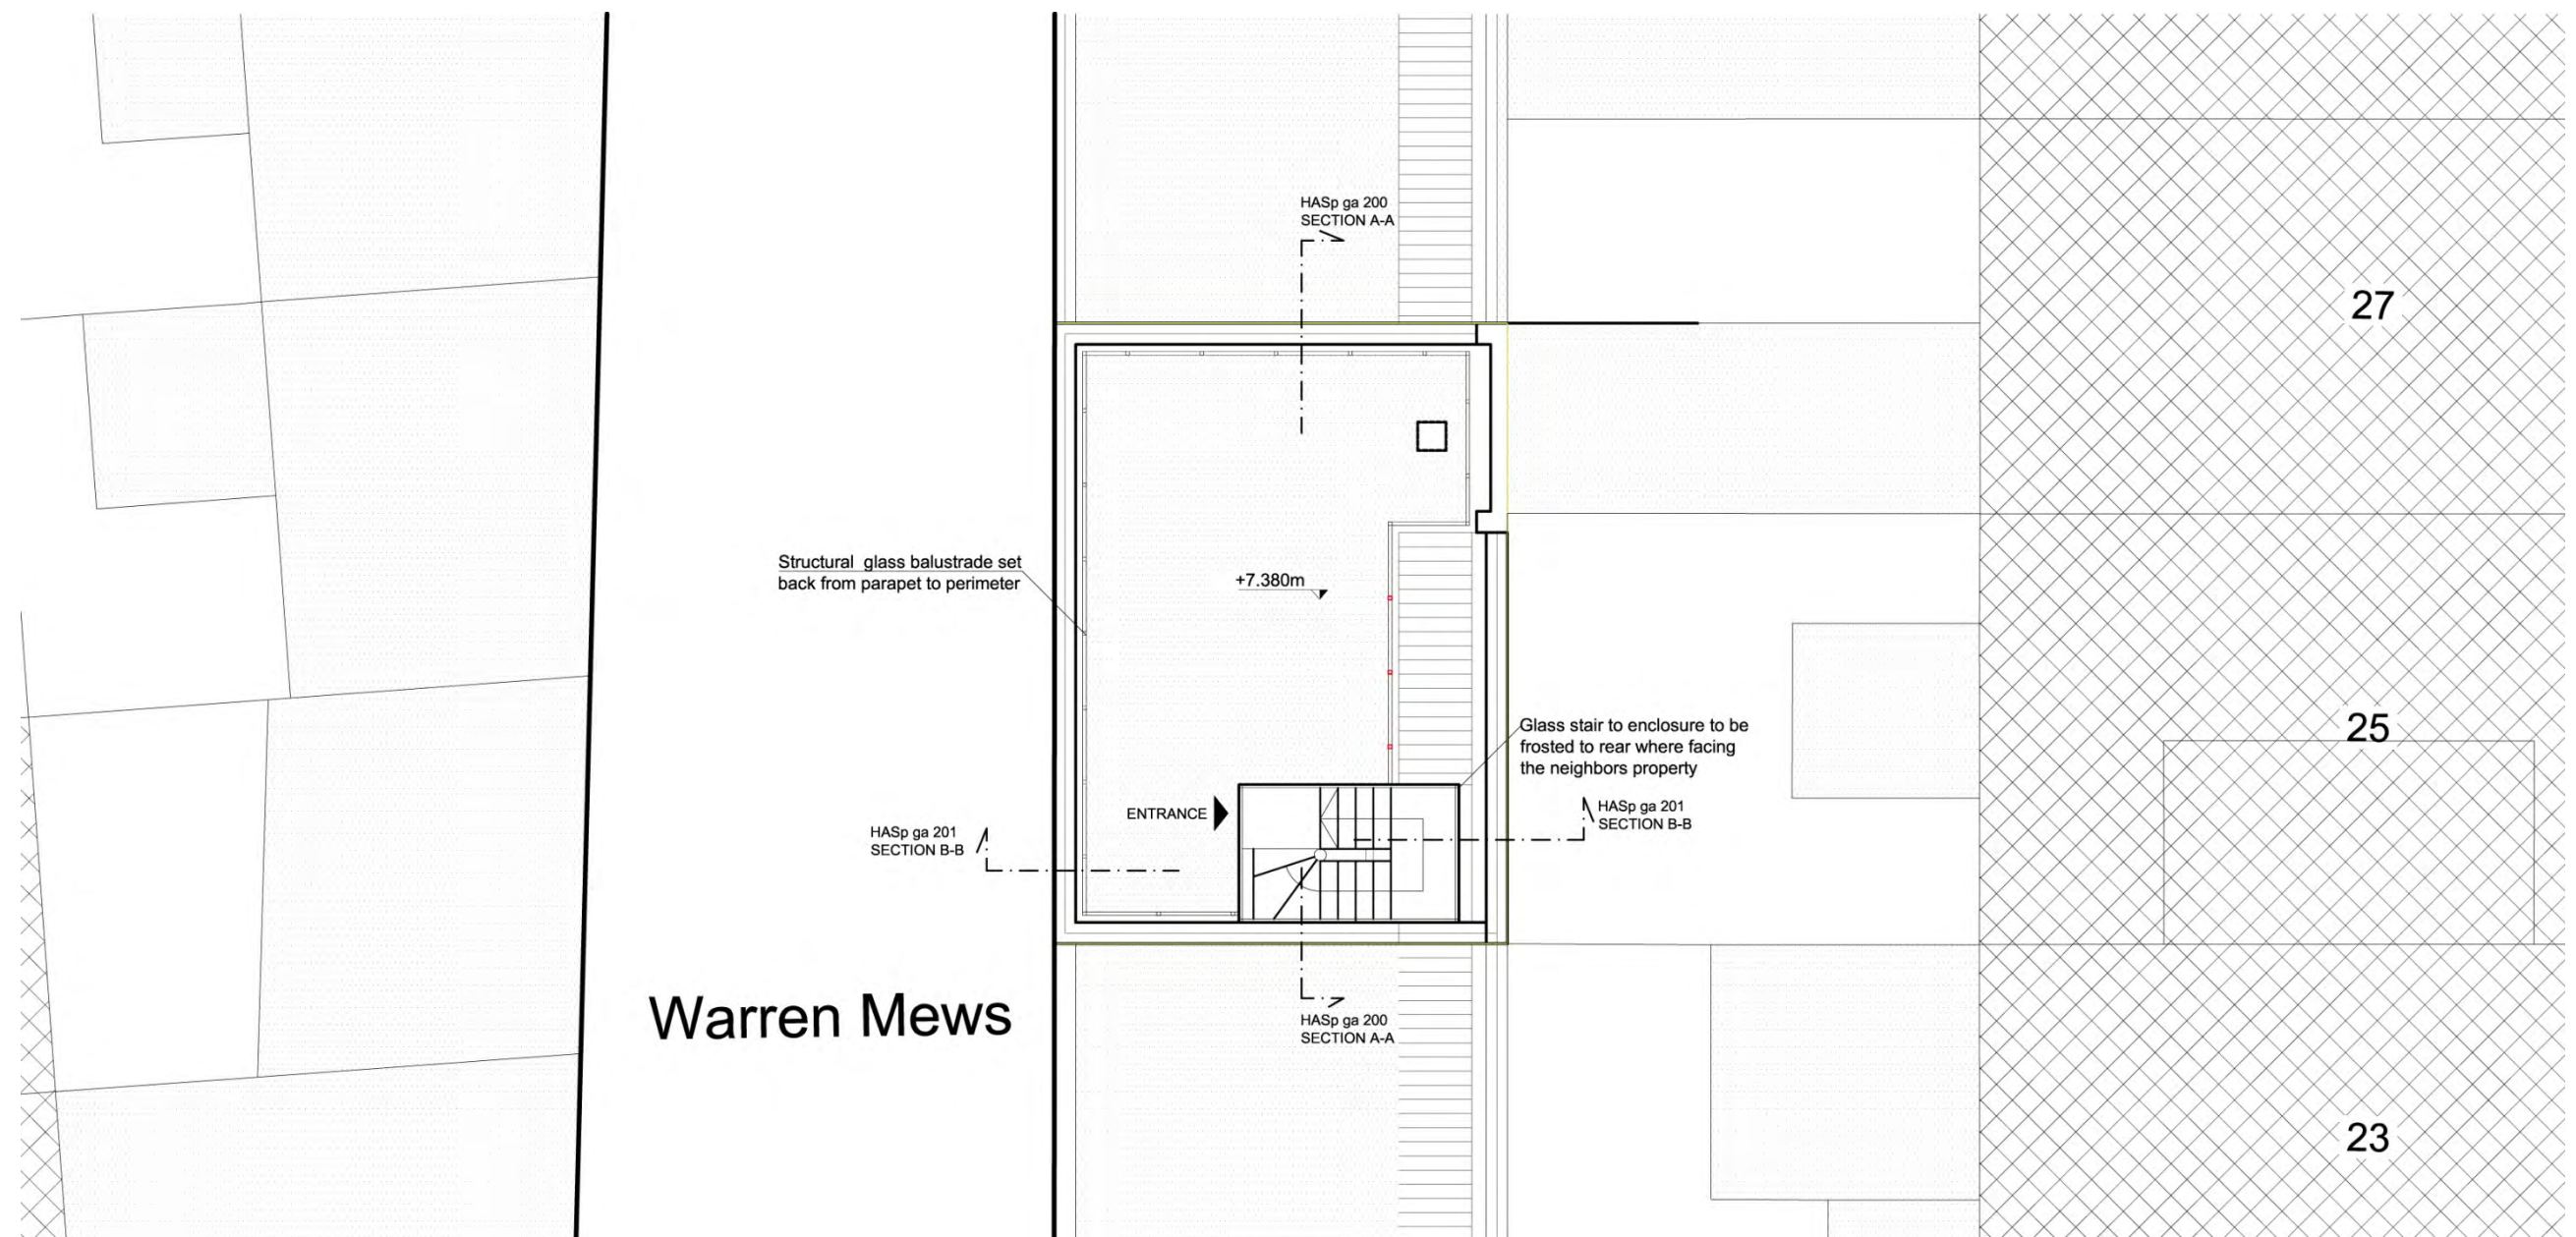 HASp ga 200
SECTION A-A
27
Structural glass balustrade set
back from parapet to perimeter
+7.380m
Glass stair to enclosure to be
frosted to rear where facing
the neighbors property
25
ENTRANCE
HASp ga 201
SECTION B-B
HASp ga 201
SECTION B-B
Warren Mews
HASp ga 200
SECTION A-A
23